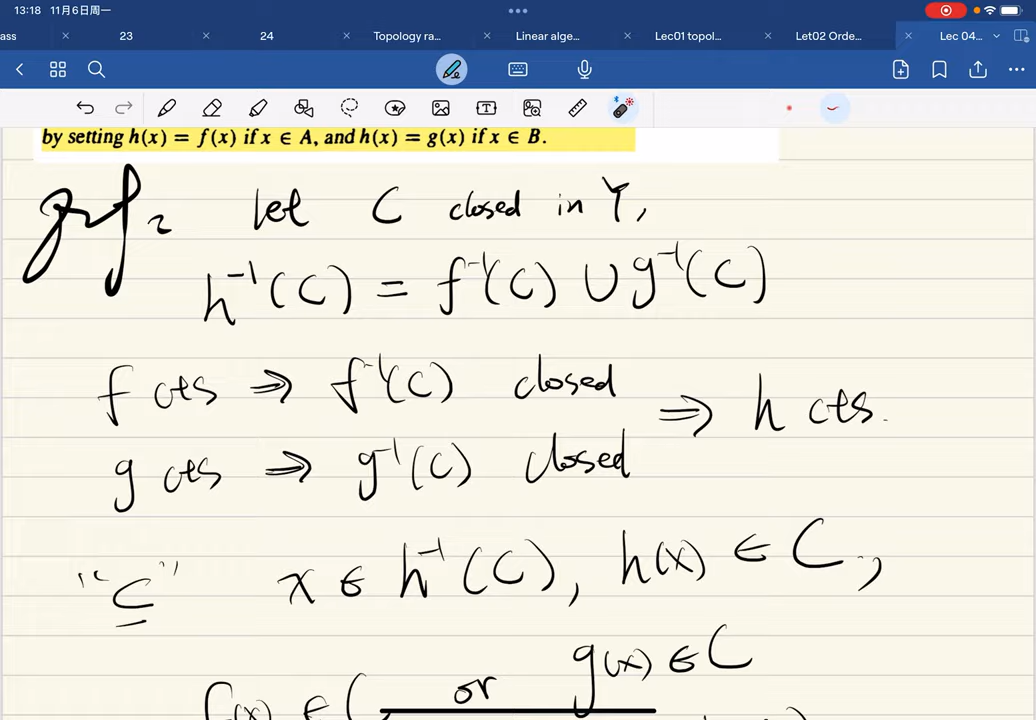 13:18 11月6日周一
ass 23 24 Topology ra... Linear alge... Lec01 topol... Let02 Orde... Lec 04...
by setting h(x) = f(x) if x ∈ A, and h(x) = g(x) if x ∈ B.
Let C closed in Y,
h⁻¹(C) = f⁻¹(C) ∪ g⁻¹(C)
f cts ⇒ f⁻¹(C) closed
⇒ h cts.
g cts ⇒ g⁻¹(C) closed
"⊆" x ∈ h⁻¹(C), h(x) ∈ C,
f(x) ∈ C or g(x) ∈ C